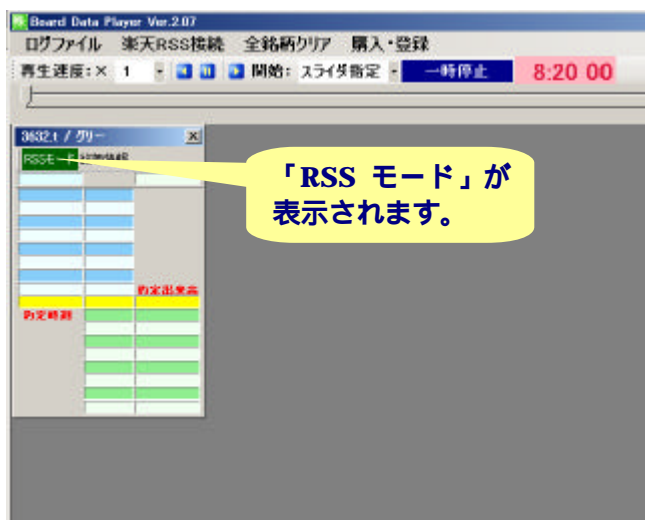 Board Data Player Ver.2.07
ログファイル 楽天RSS接続 全銘柄クリア 購入・登録
再生速度：× 1 開始： スライダ指定 一時停止 8:20 00
3632.t / グリー
RSSモード
「RSS モード」が
表示されます。
約定出来高
約定時刻